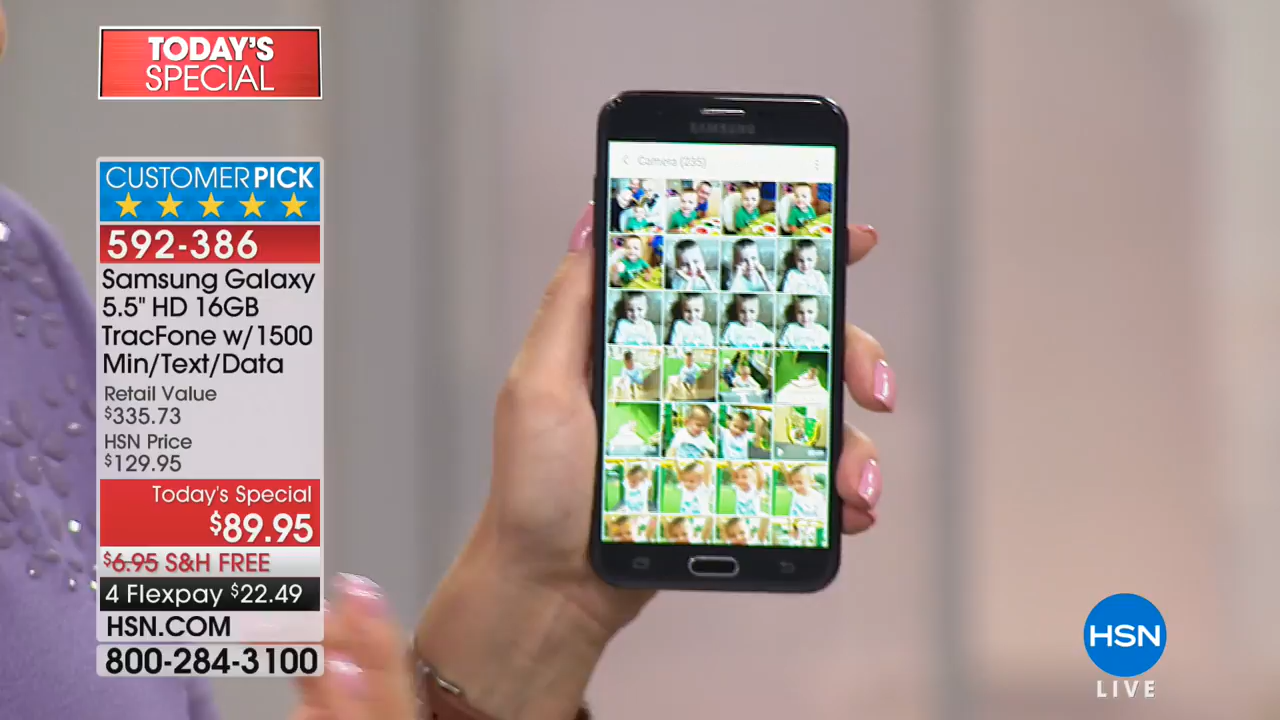 TODAY'S
SPECIAL
CUSTOMER PICK
592-386
Samsung Galaxy
5.5" HD 16GB
TracFone w/1500
Min/Text/Data
Retail Value
$335.73
HSN Price
$129.95
Today's Special
$89.95
$6.95 S&H FREE
4 Flexpay $22.49
HSN.COM
800-284-3100
SAMSUNG
Camera (235)
HSN
LIVE